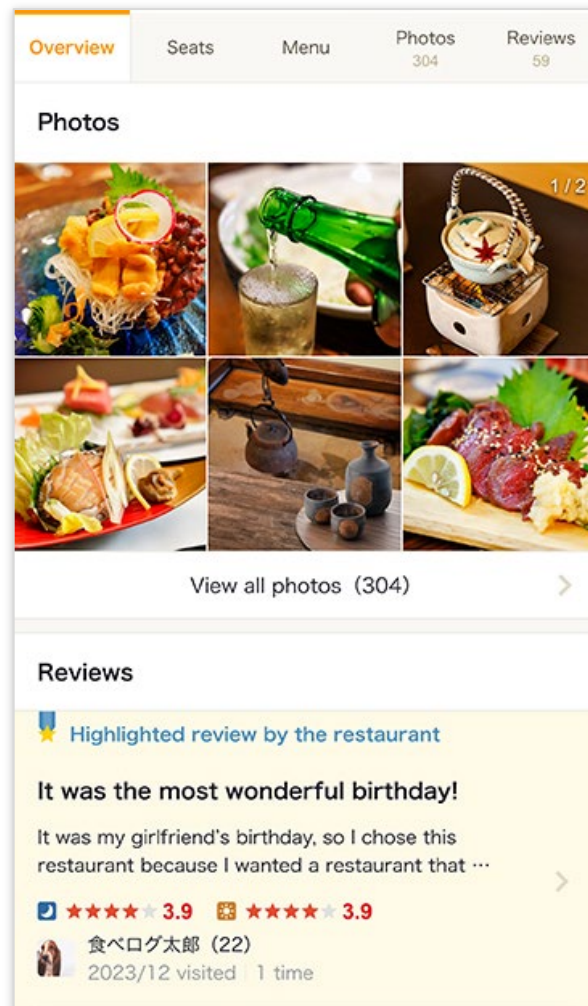 Overview
Seats
Menu
Photos
304
Reviews
59
Photos
1 / 2
View all photos（304）
Reviews
Highlighted review by the restaurant
It was the most wonderful birthday!
It was my girlfriend's birthday, so I chose this
restaurant because I wanted a restaurant that …
3.9 3.9
食べログ太郎（22）
2023/12 visited 1 time